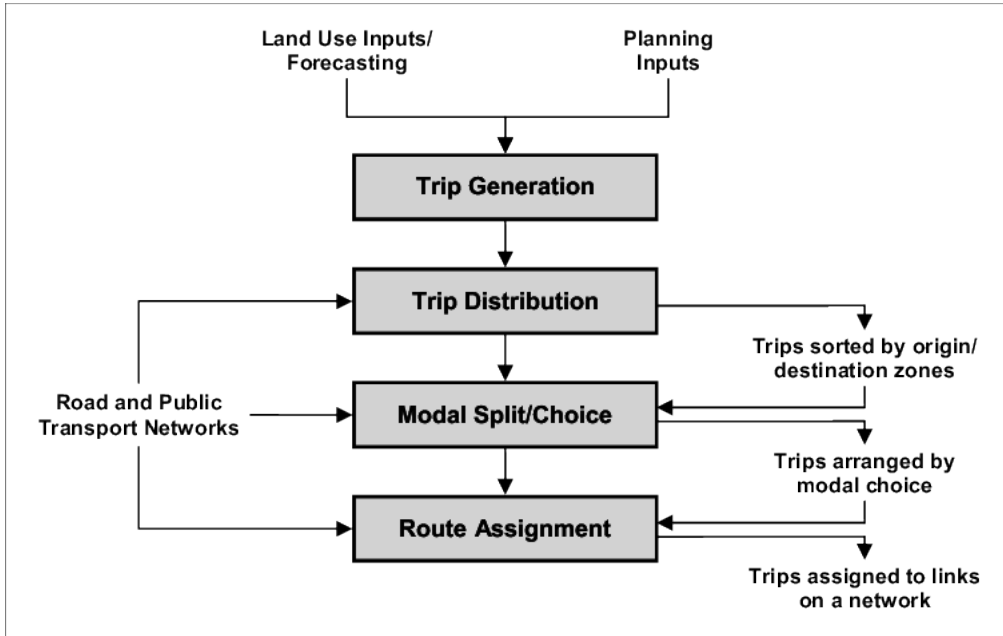 Land Use Inputs/
Forecasting
Planning
Inputs
Trip Generation
Trip Distribution
Trips sorted by origin/
destination zones
Road and Public
Transport Networks
Modal Split/Choice
Trips arranged by
modal choice
Route Assignment
Trips assigned to links
on a network